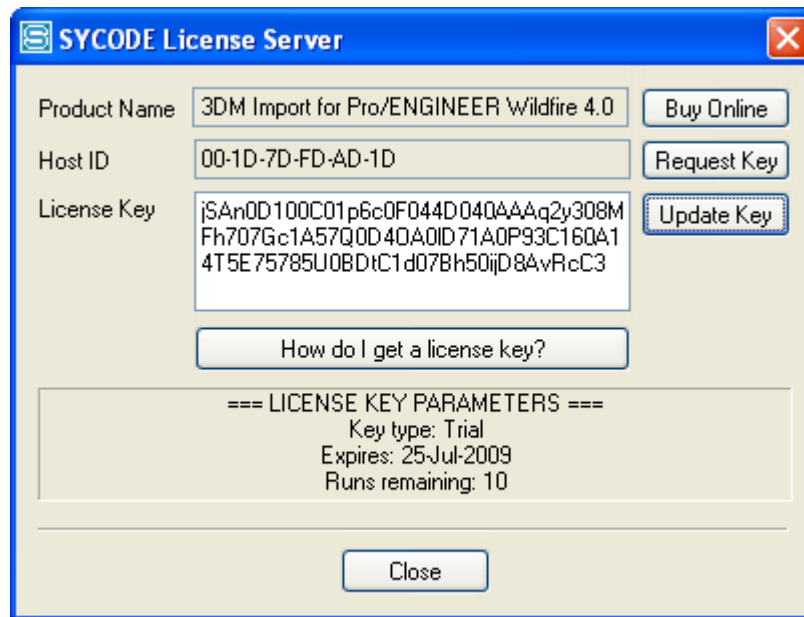 SYCODE License Server
Product Name 3DM Import for Pro/ENGINEER Wildfire 4.0 Buy Online
Host ID 00-1D-7D-FD-AD-1D Request Key
License Key jSAn0D100C01p6c0F044D040AAAq2y308M Update Key
Fh707Gc1A57Q0D4OA0ID71A0P93C160A1
4T5E75785U0BDtC1d07Bh50ijD8AvRcC3
How do I get a license key?
=== LICENSE KEY PARAMETERS ===
Key type: Trial
Expires: 25-Jul-2009
Runs remaining: 10
Close